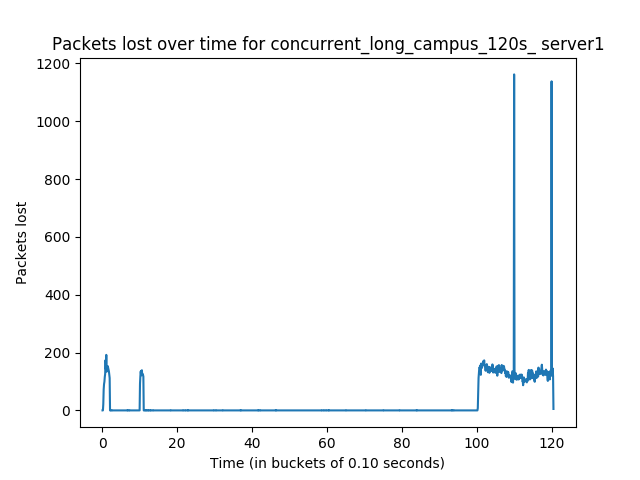 Packets lost over time for concurrent_long_campus_120s_ server1
1200
1000
800
600
400
200
0
Packets lost
0 20 40 60 80 100 120
Time (in buckets of 0.10 seconds)